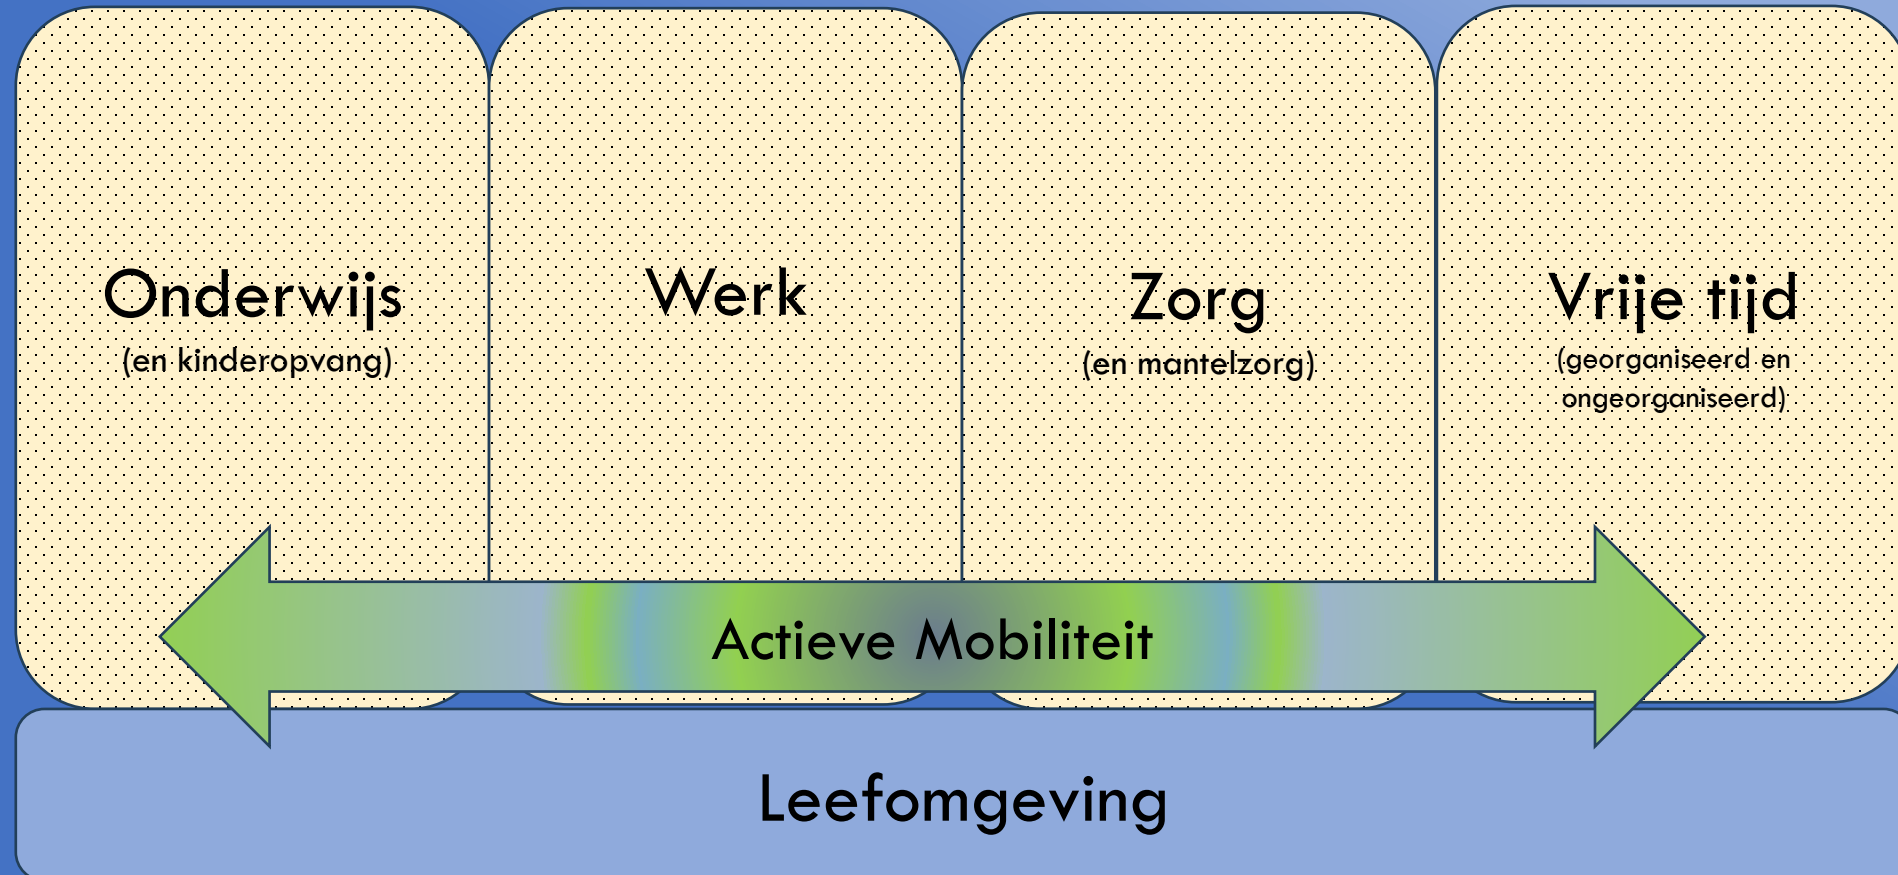 Onderwijs
(en kinderopvang)
Werk
Zorg
(en mantelzorg)
Vrije tijd
(georganiseerd en
ongeorganiseerd)
Actieve Mobiliteit
Leefomgeving